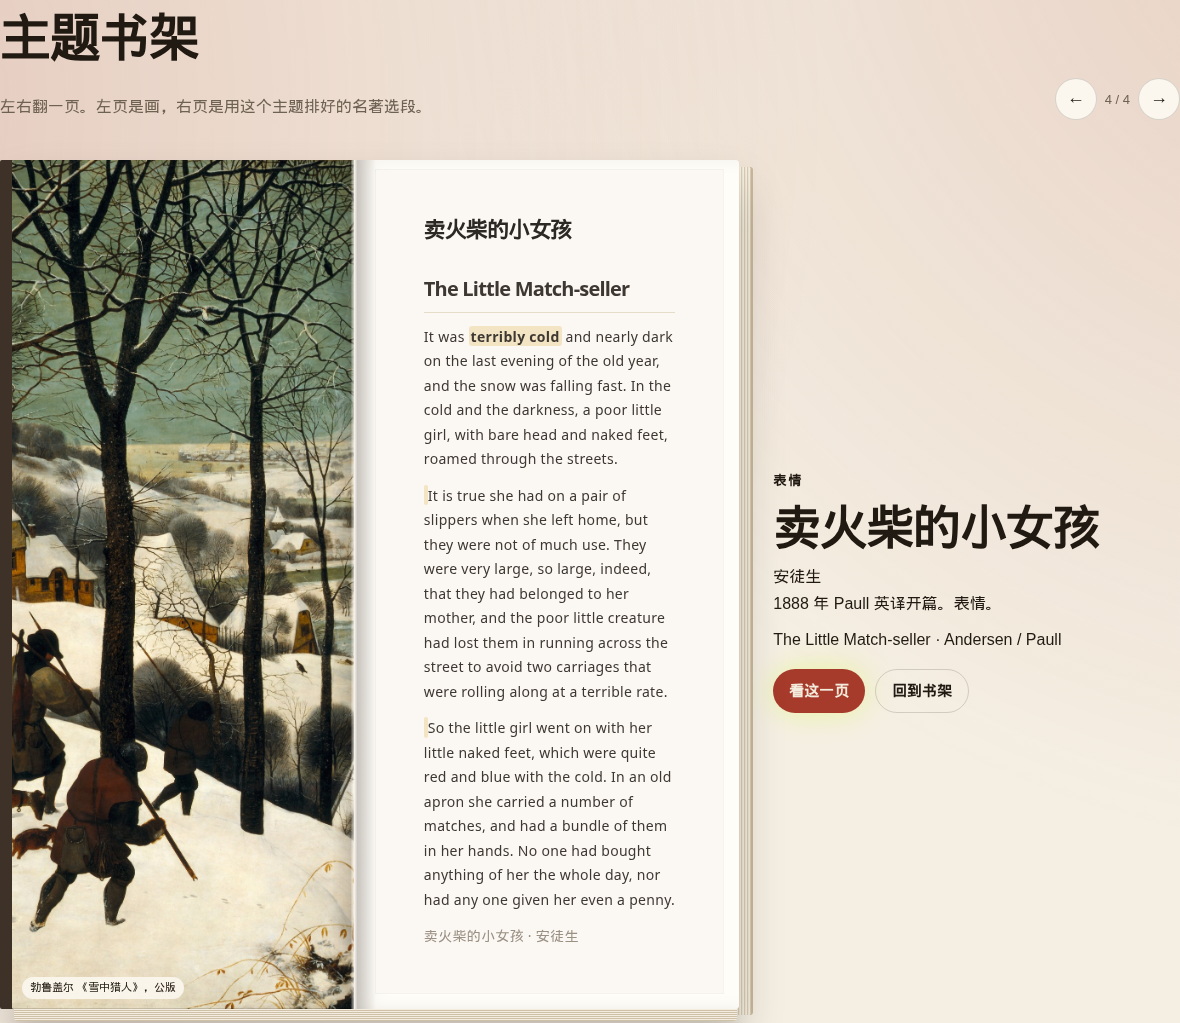 主题书架
左右翻一页。左页是画，右页是用这个主题排好的名著选段。
←
4 / 4
→
卖火柴的小女孩
The Little Match-seller
It was terribly cold and nearly dark
on the last evening of the old year,
and the snow was falling fast. In the
cold and the darkness, a poor little
girl, with bare head and naked feet,
roamed through the streets.
It is true she had on a pair of
slippers when she left home, but
they were not of much use. They
were very large, so large, indeed,
that they had belonged to her
mother, and the poor little creature
had lost them in running across the
street to avoid two carriages that
were rolling along at a terrible rate.
So the little girl went on with her
little naked feet, which were quite
red and blue with the cold. In an old
apron she carried a number of
matches, and had a bundle of them
in her hands. No one had bought
anything of her the whole day, nor
had any one given her even a penny.
卖火柴的小女孩 · 安徒生
勃鲁盖尔《雪中猎人》，公版
表情
卖火柴的小女孩
安徒生
1888 年 Paull 英译开篇。表情。
The Little Match-seller · Andersen / Paull
看这一页
回到书架